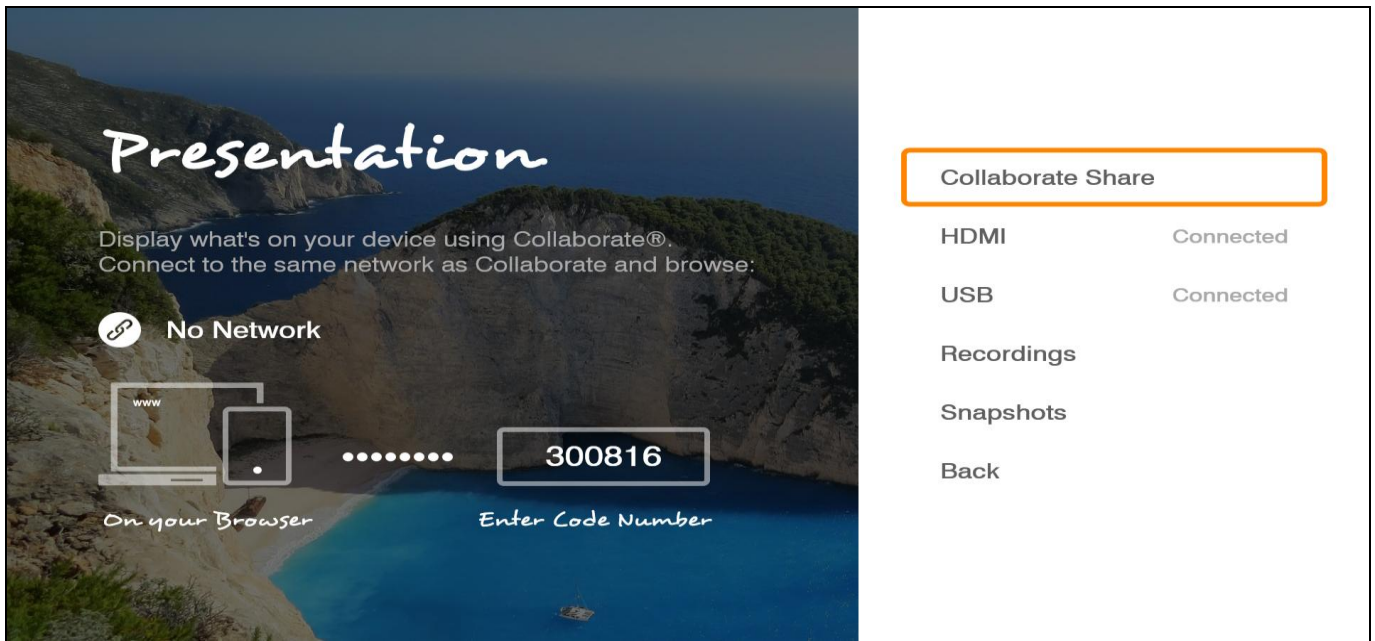 Presentation
Display what's on your device using Collaborate®.
Connect to the same network as Collaborate and browse:
No Network
www
300816
On your Browser
Enter Code Number
Collaborate Share
HDMI Connected
USB Connected
Recordings
Snapshots
Back